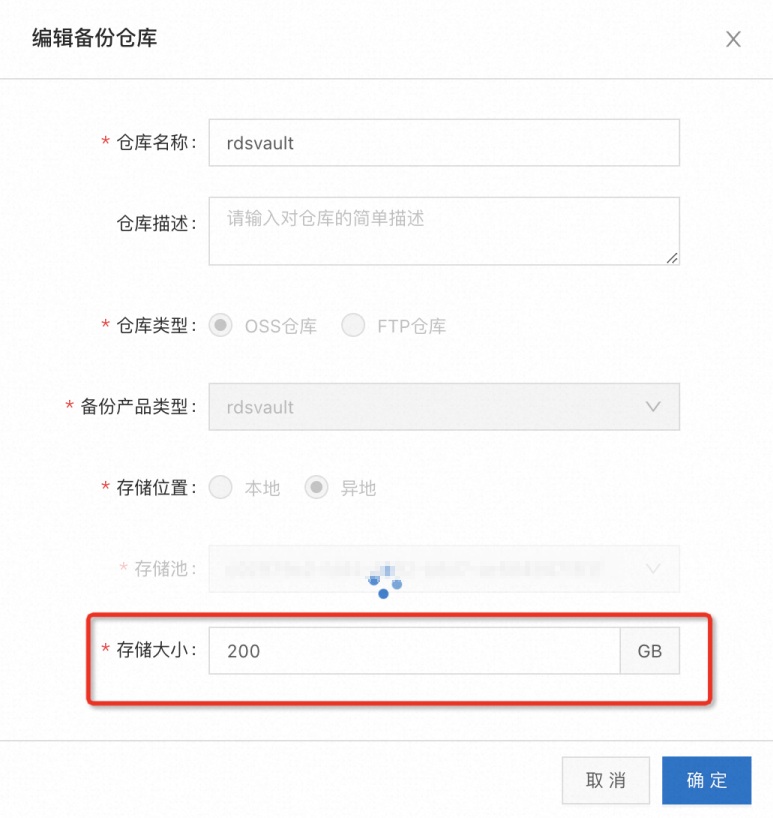 编辑备份仓库
* 仓库名称: rdsvault
仓库描述: 请输入对仓库的简单描述
* 仓库类型: OSS仓库 FTP仓库
* 备份产品类型: rdsvault
* 存储位置: 本地 异地
* 存储池:
* 存储大小: 200 GB
取 消 确 定